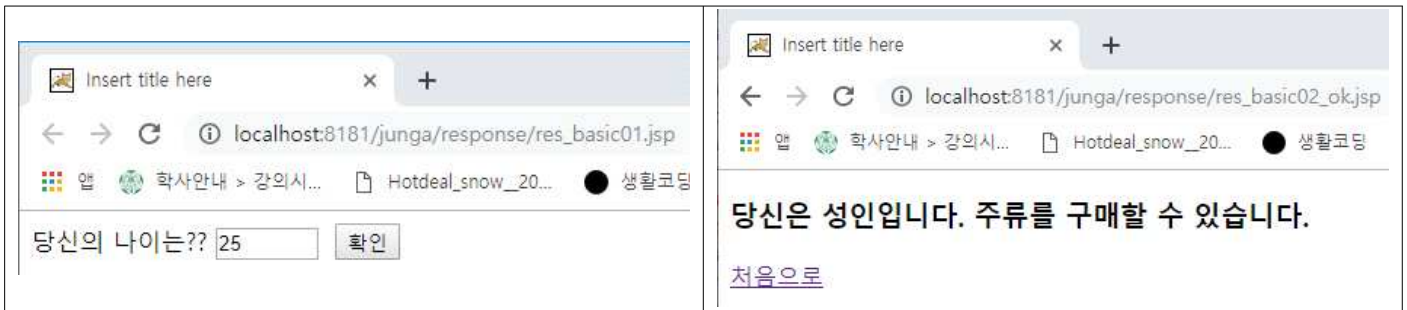 Insert title here
localhost:8181/junga/response/res_basic01.jsp
앱 학사안내 > 강의시... Hotdeal_snow__20... 생활코딩
당신의 나이는?? 25 확인
Insert title here
localhost:8181/junga/response/res_basic02_ok.jsp
앱 학사안내 > 강의시... Hotdeal_snow__20... 생활코딩
당신은 성인입니다. 주류를 구매할 수 있습니다.
처음으로